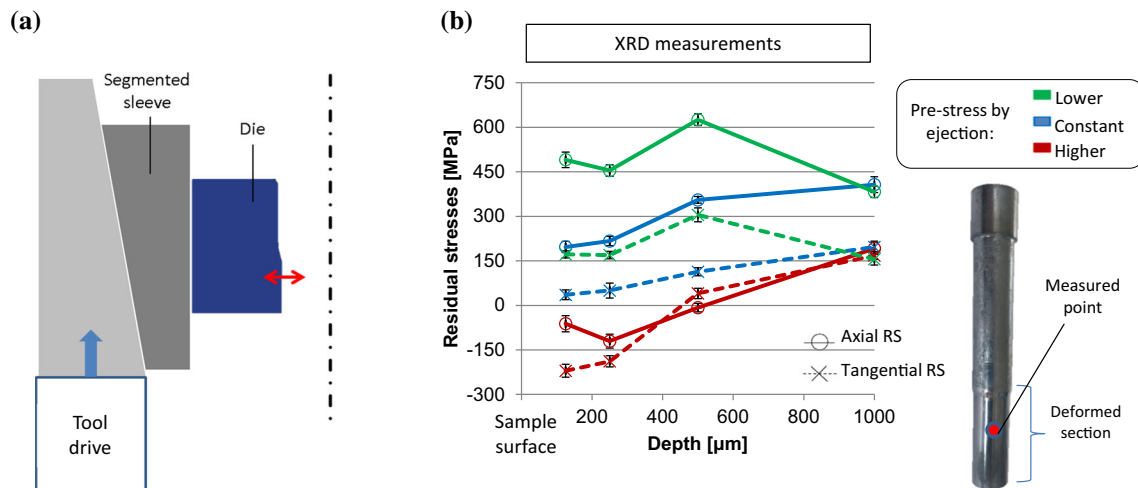 (a)
Segmented
sleeve
Die
Tool
drive
(b)
XRD measurements
Residual stresses [MPa]
750
600
450
300
150
0
-150
-300
Axial RS
Tangential RS
Sample
surface
200
400
600
800
1000
Depth [µm]
Pre-stress by
ejection:
Lower
Constant
Higher
Measured
point
Deformed
section